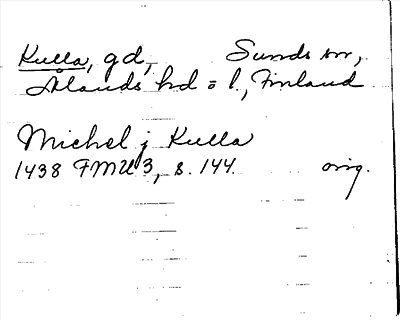 Kulla, gd, Sunds sn,
Ålands hd o l., Finland
Michel j Kulla
1438 FMU 3, s. 144. orig.